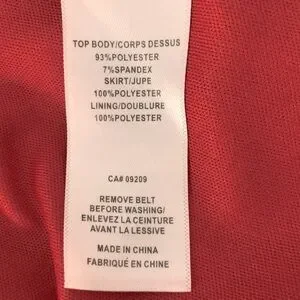 TOP BODY/CORPS DESSUS
93%POLYESTER
7%SPANDEX
SKIRT/JUPE
100%POLYESTER
LINING/DOUBLURE
100%POLYESTER
CA# 09209
REMOVE BELT
BEFORE WASHING/
ENLEVEZ LA CEINTURE
AVANT LA LESSIVE
MADE IN CHINA
FABRIQUÉ EN CHINE